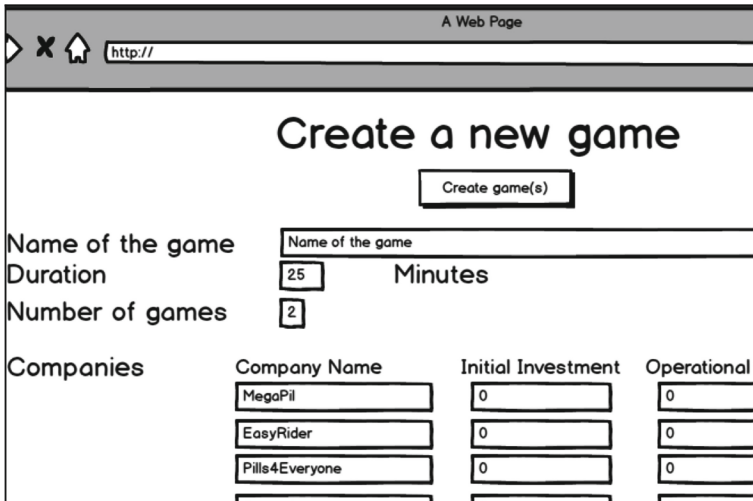 A Web Page
http://
Create a new game
Create game(s)
Name of the game Name of the game
Duration 25 Minutes
Number of games 2
Companies Company Name Initial Investment Operational
MegaPil 0 0
EasyRider 0 0
Pills4Everyone 0 0